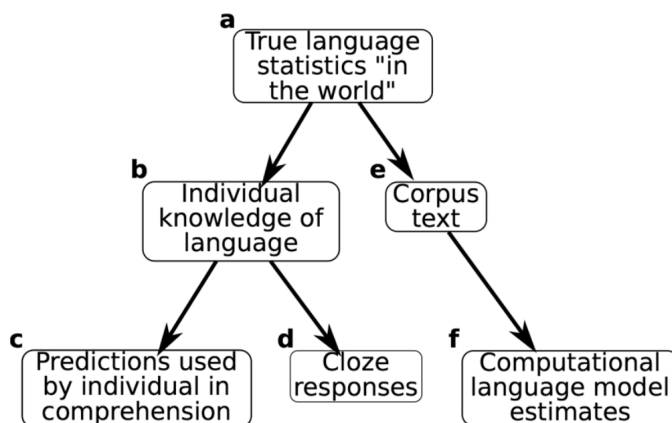 a
True language
statistics "in
the world"
b
Individual
knowledge of
language
e
Corpus
text
c
Predictions used
by individual in
comprehension
d
Cloze
responses
f
Computational
language model
estimates